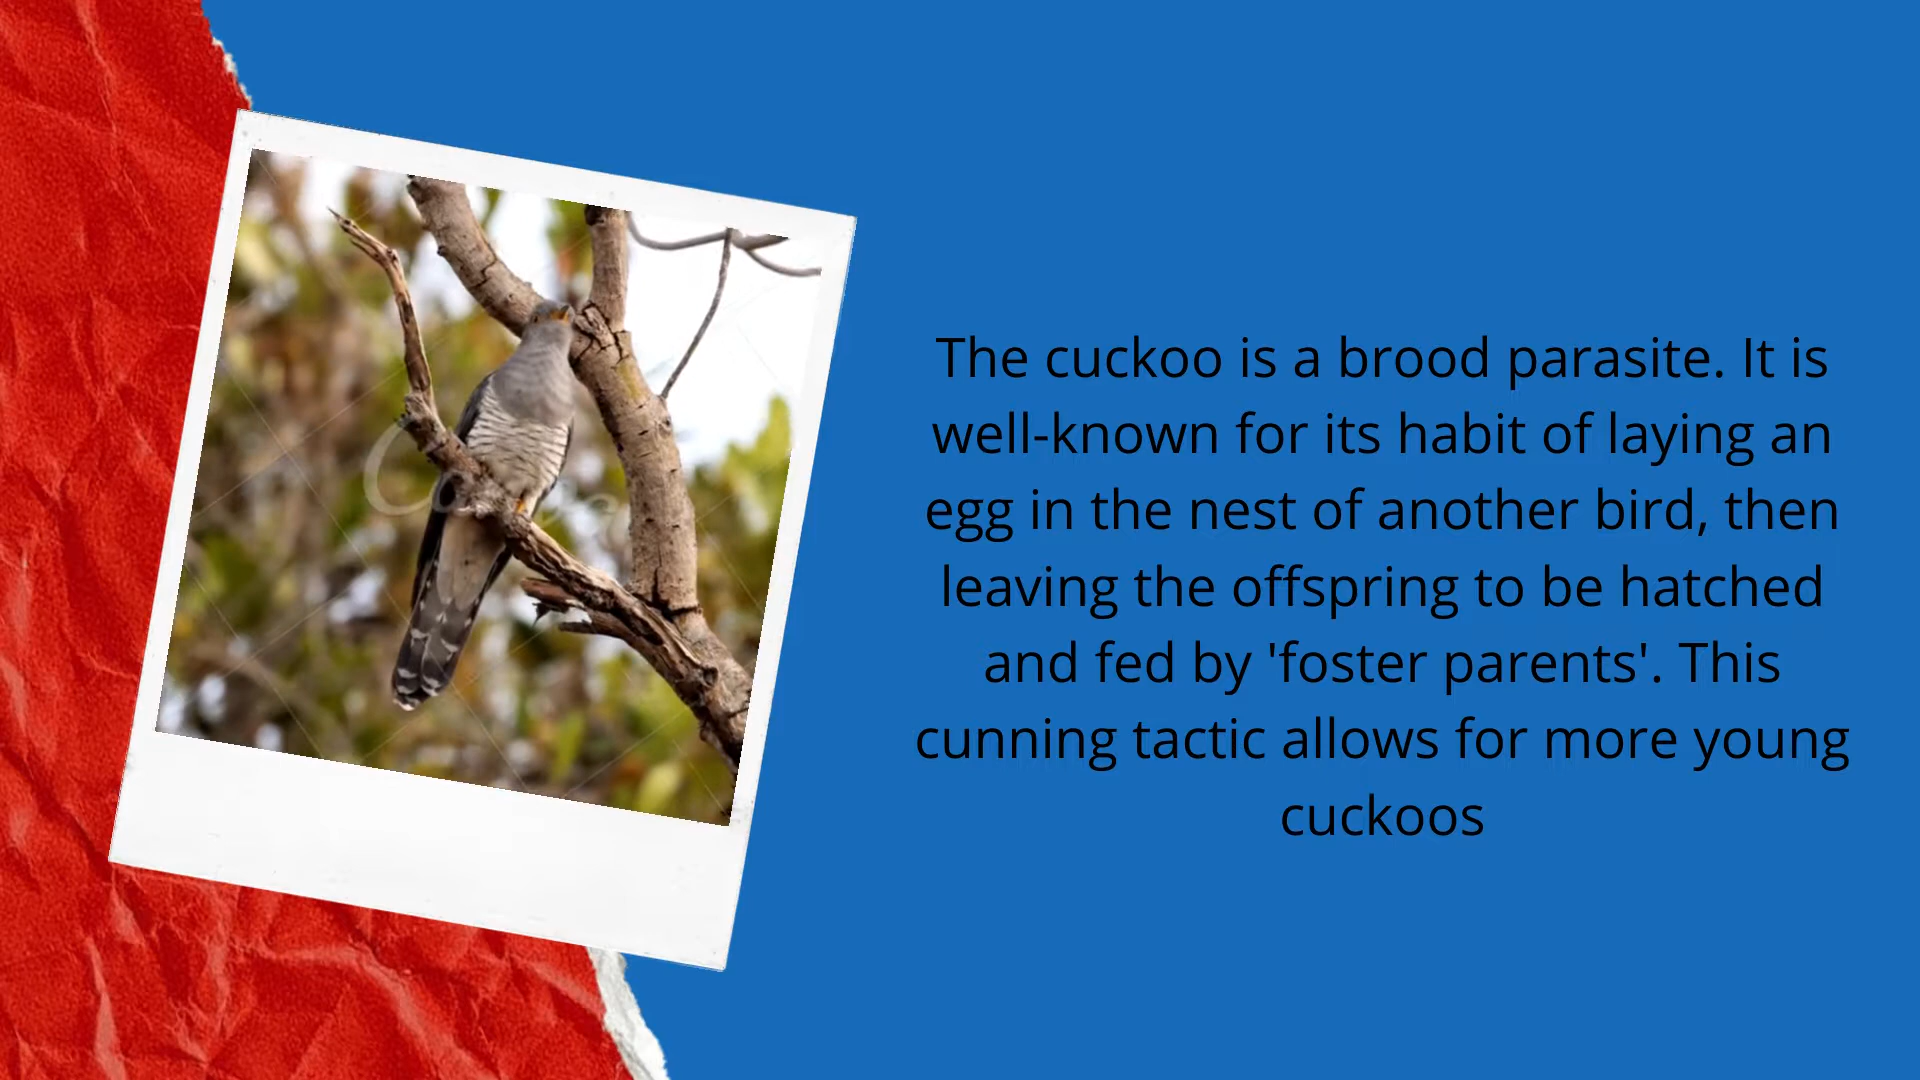 The cuckoo is a brood parasite. It is
well-known for its habit of laying an
egg in the nest of another bird, then
leaving the offspring to be hatched
and fed by 'foster parents'. This
cunning tactic allows for more young
cuckoos